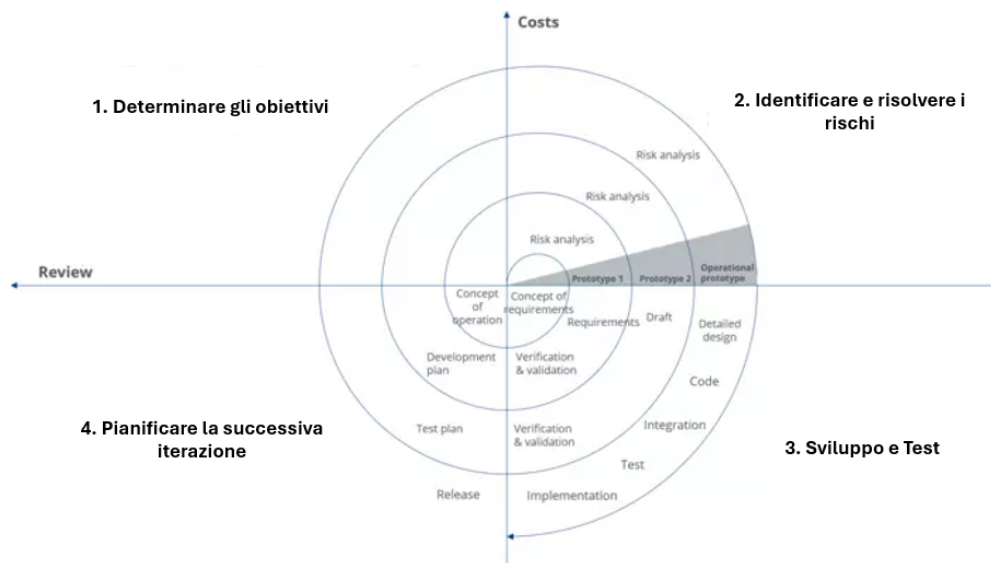 Costs
1. Determinare gli obiettivi
2. Identificare e risolvere i
rischi
Risk analysis
Risk analysis
Risk analysis
Review
Prototype 1
Prototype 2
Operational
prototype
Concept
of
operation
Concept of
requirements
Requirements
Draft
Detailed
design
Development
plan
Verification
& validation
Code
4. Pianificare la successiva
iterazione
Test plan
Verification
& validation
Integration
3. Sviluppo e Test
Test
Release
Implementation